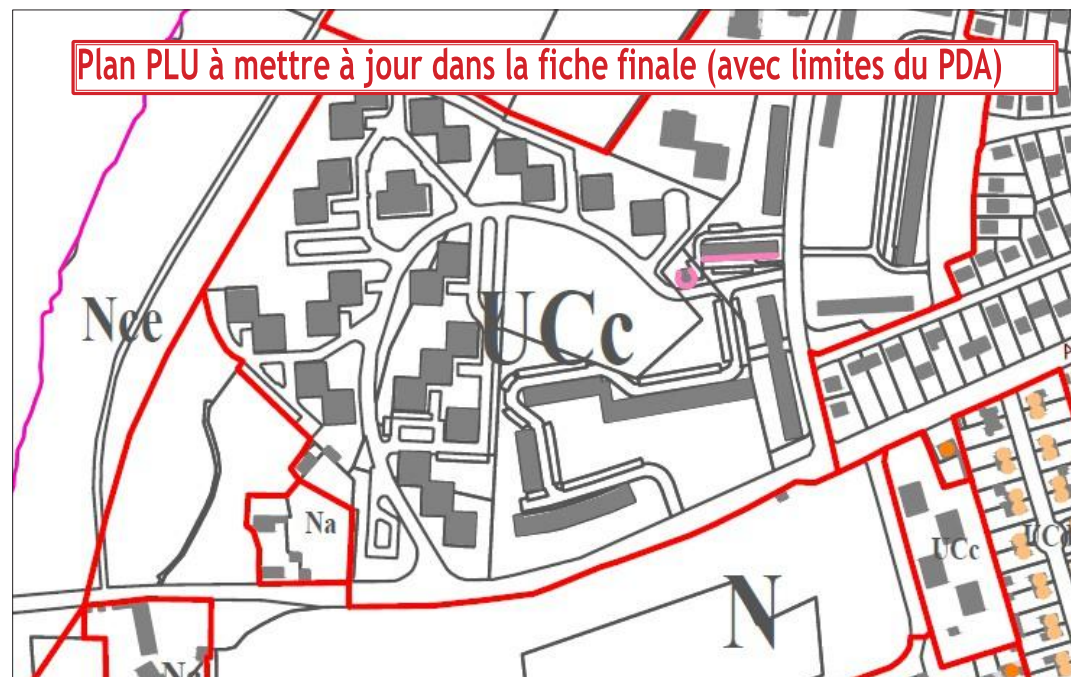 Plan PLU à mettre à jour dans la fiche finale (avec limites du PDA)
Nce
UCc
Na
UCc
N